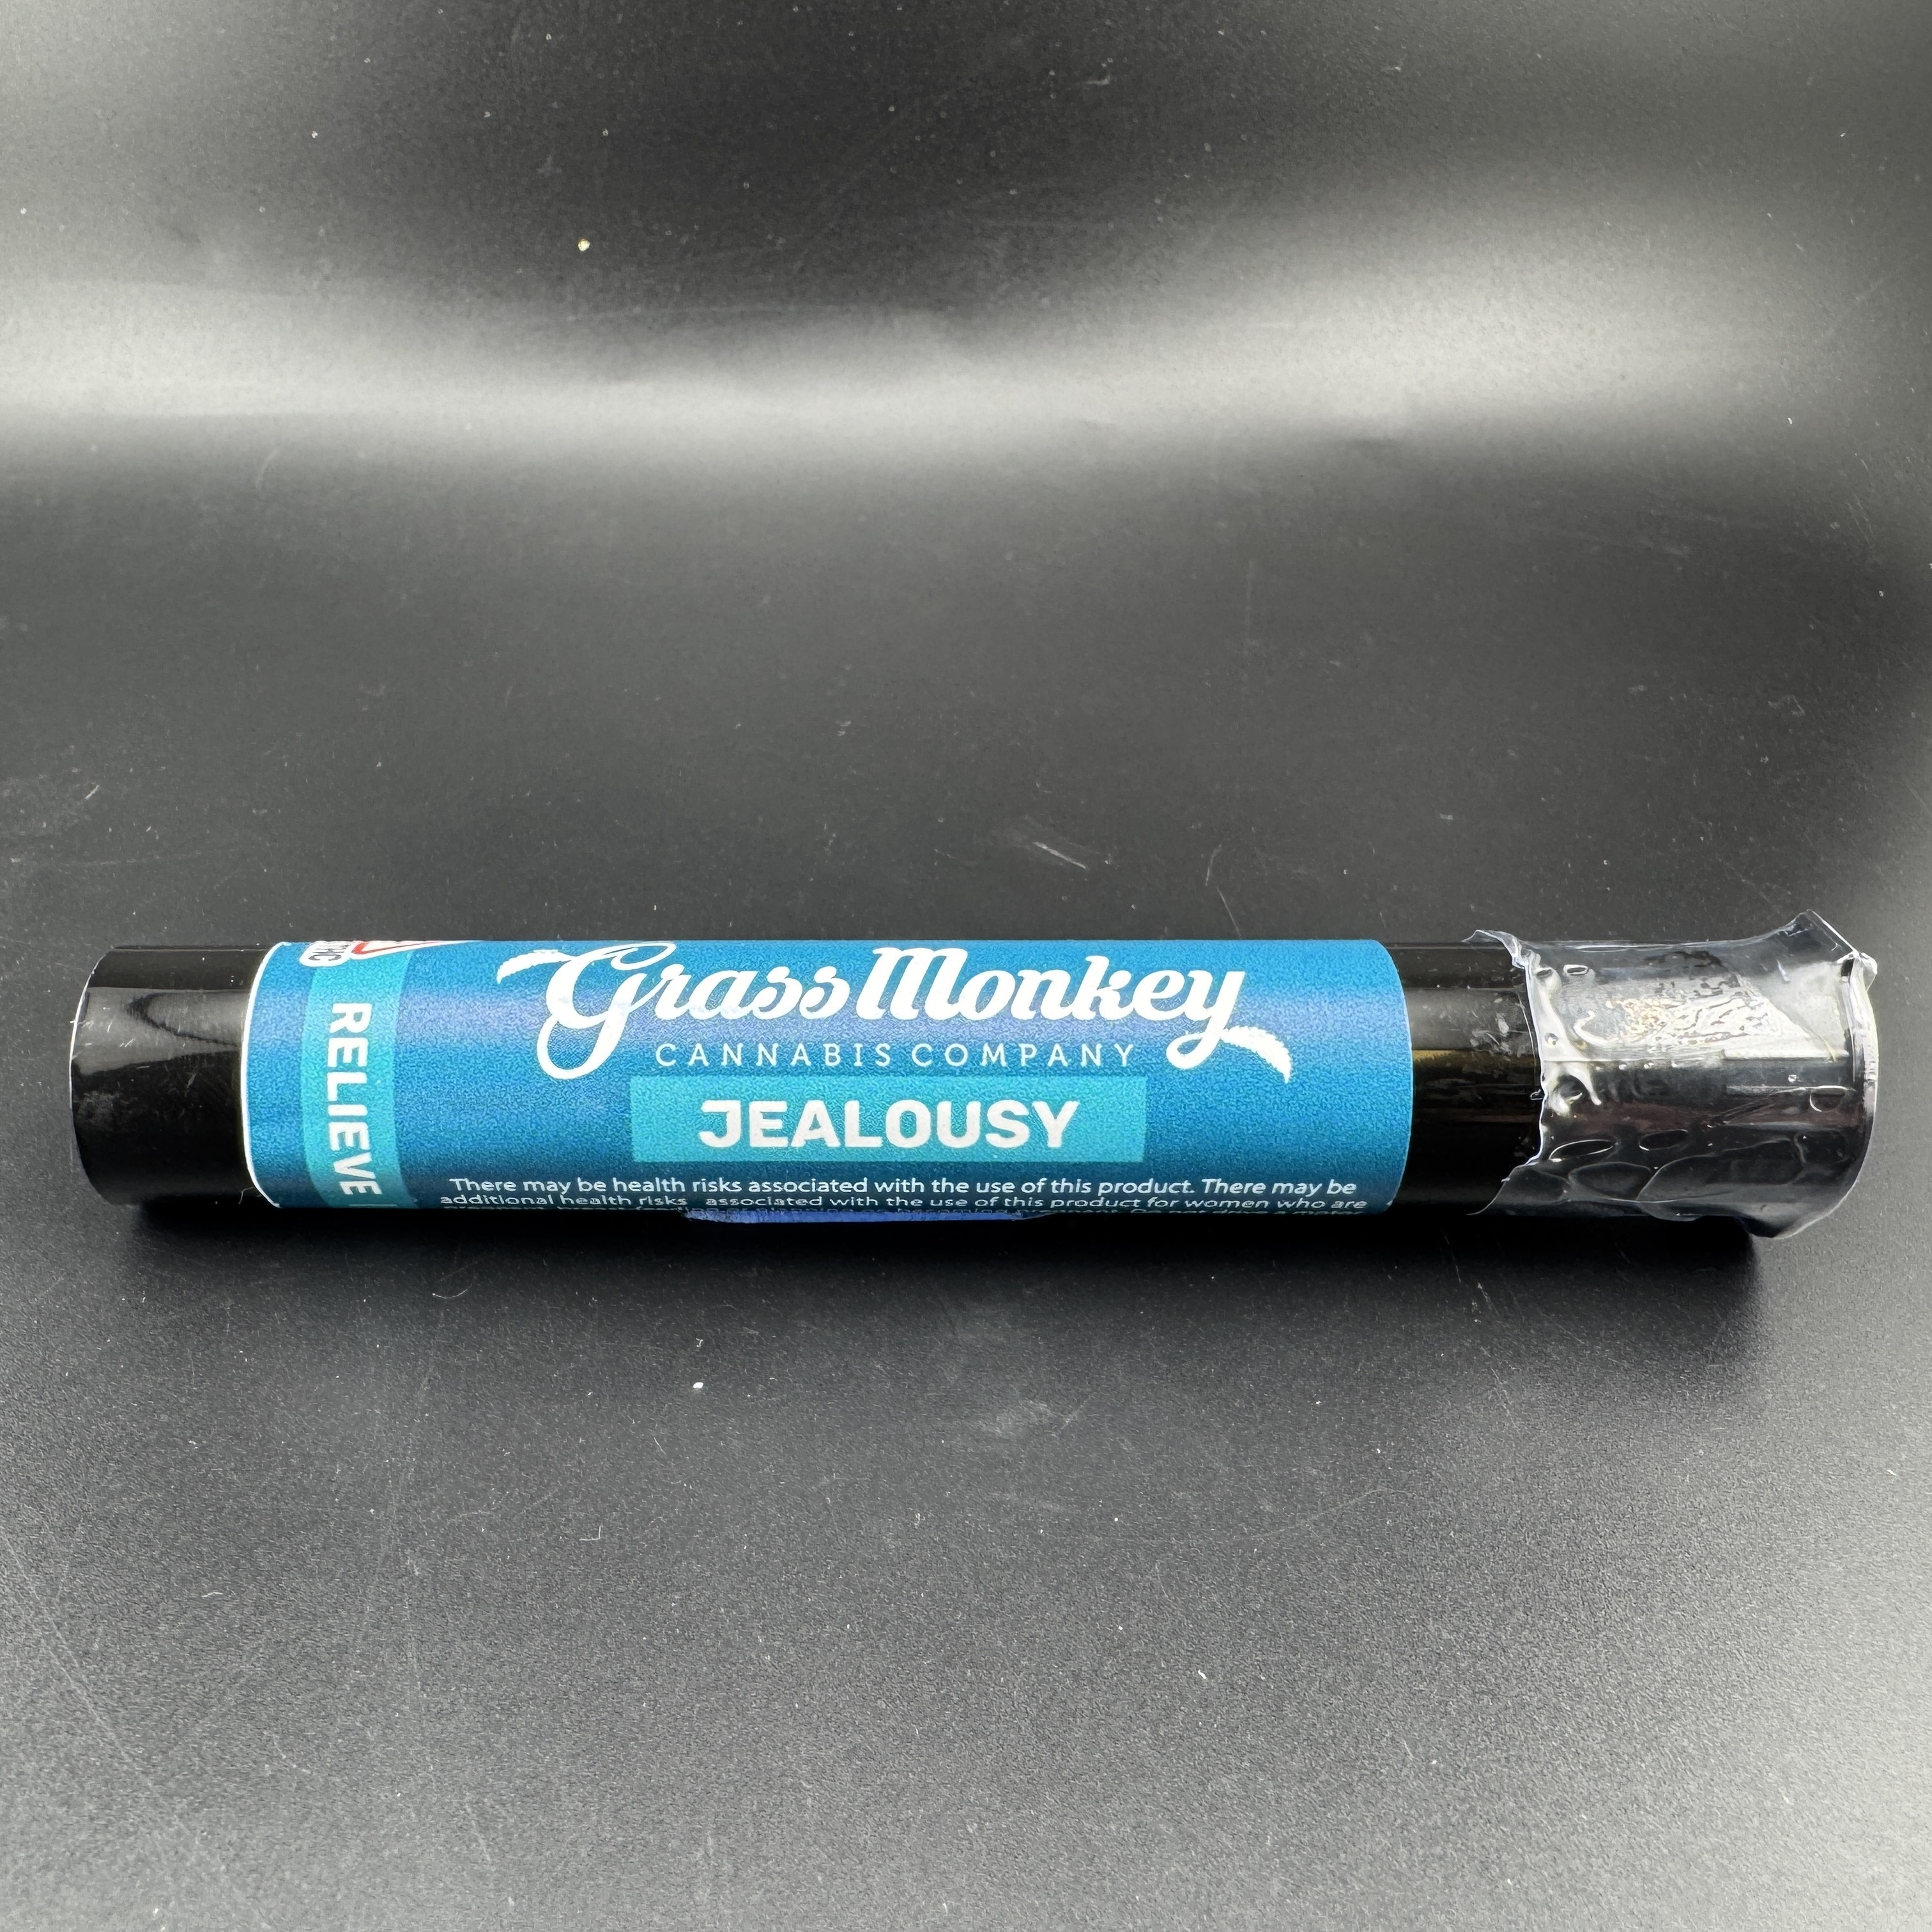 RELIEVE
Grass Monkey
CANNABIS COMPANY
JEALOUSY
There may be health risks associated with the use of this product. There may be
additional health risks associated with the use of this product for women who are